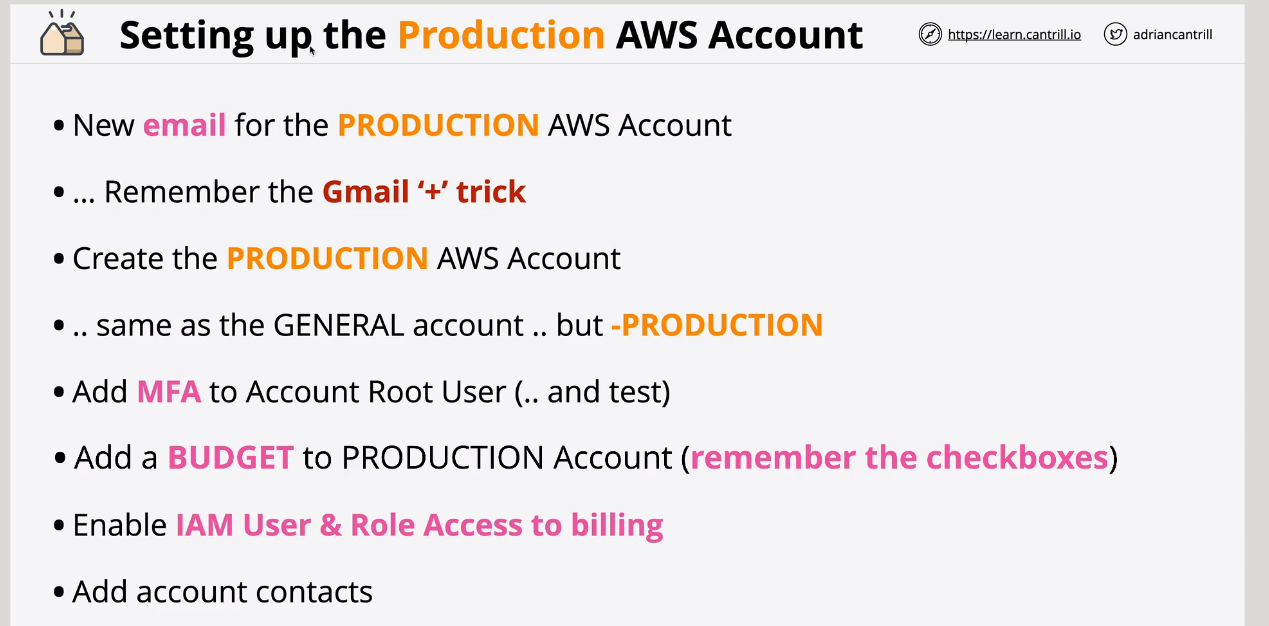 Setting up the Production AWS Account
https://learn.cantrill.io
adriancantrill
• New email for the PRODUCTION AWS Account
• ... Remember the Gmail ‘+’ trick
• Create the PRODUCTION AWS Account
• .. same as the GENERAL account .. but -PRODUCTION
• Add MFA to Account Root User (.. and test)
• Add a BUDGET to PRODUCTION Account (remember the checkboxes)
• Enable IAM User & Role Access to billing
• Add account contacts